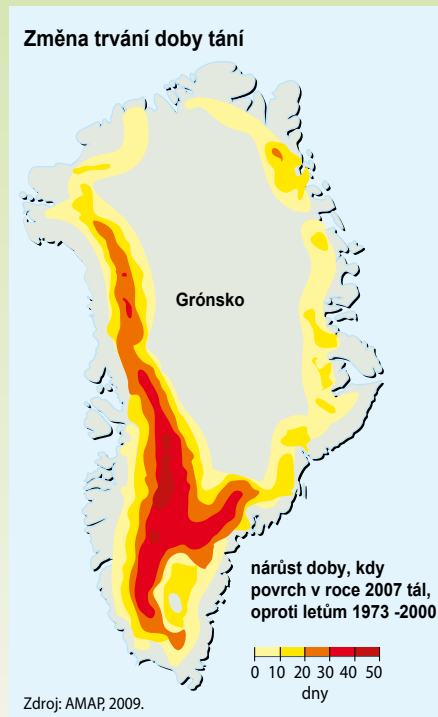 Změna trvání doby tání
Grónsko
nárůst doby, kdy
povrch v roce 2007 tál,
oproti letům 1973 -2000
0 10 20 30 40 50
dny
Zdroj: AMAP, 2009.